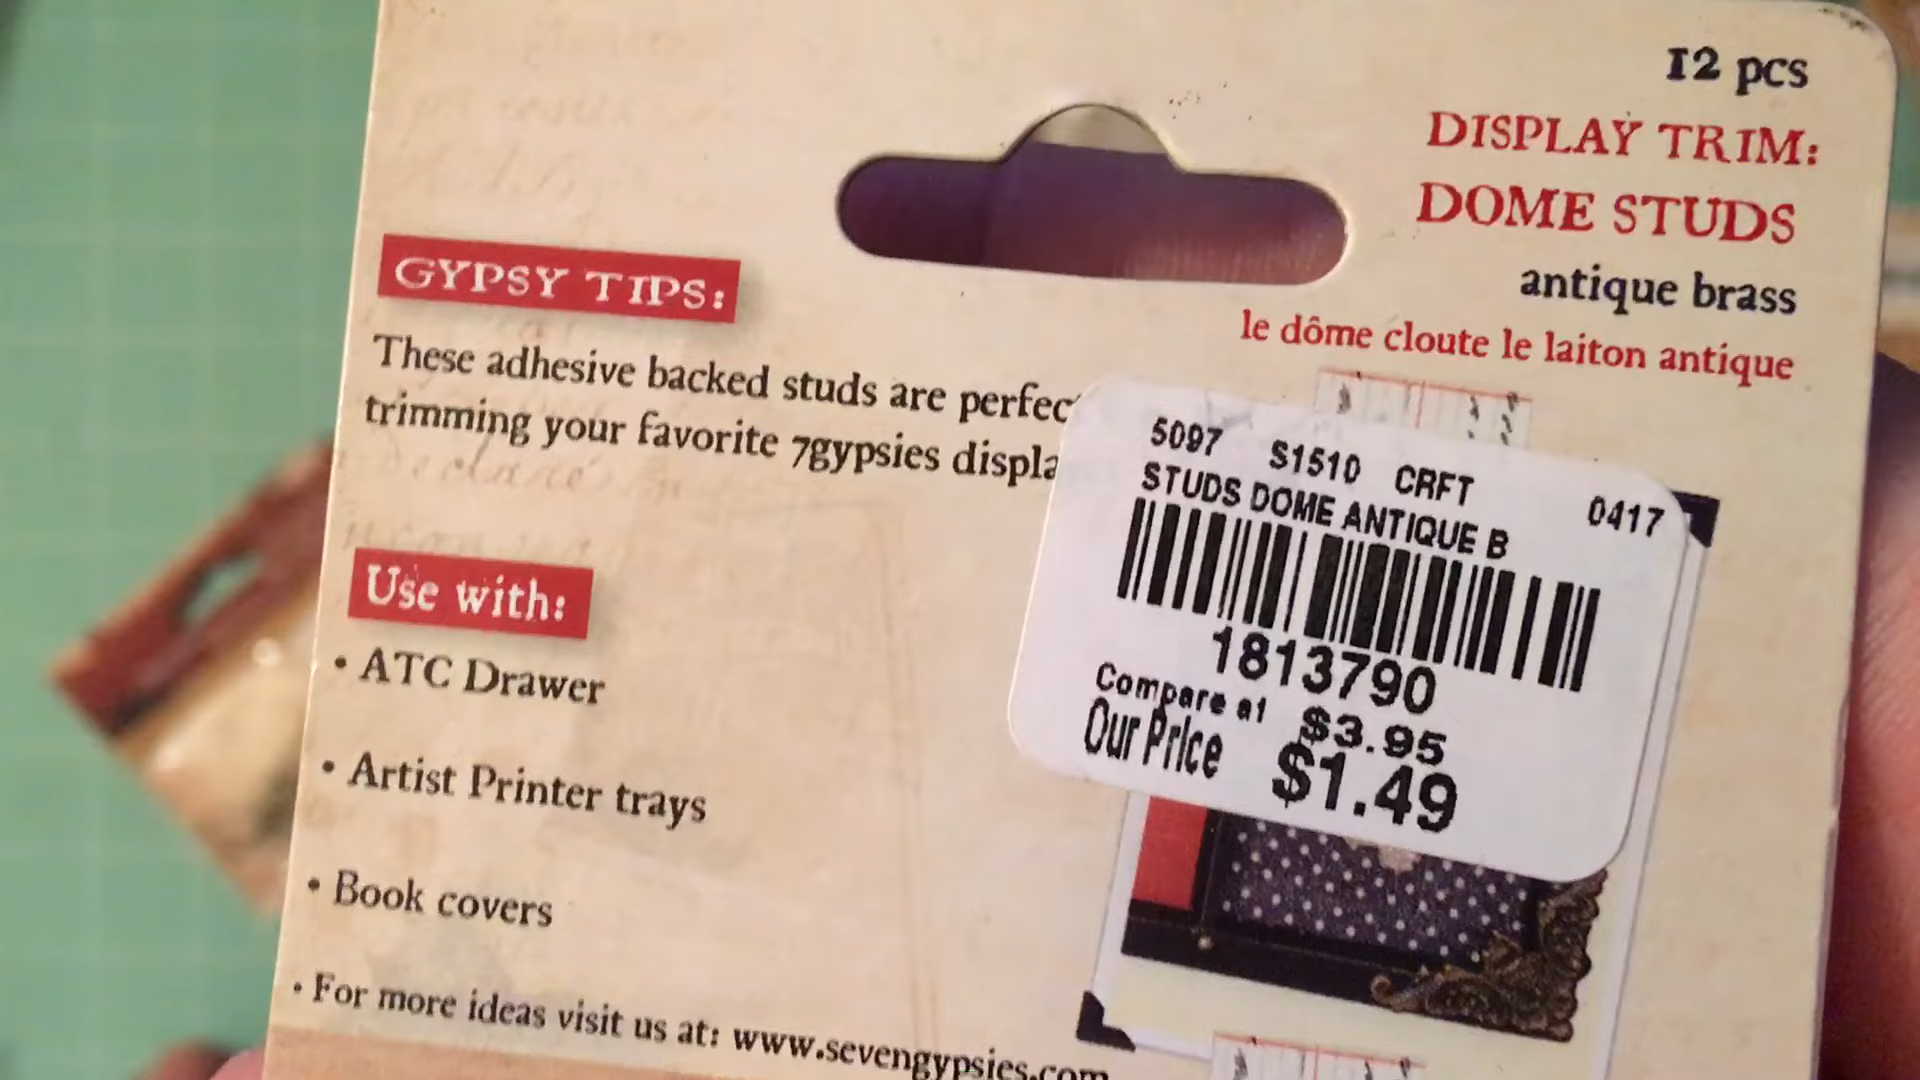 12 pcs
DISPLAY TRIM:
DOME STUDS
antique brass
le dôme cloute le laiton antique
GYPSY TIPS:
These adhesive backed studs are
trimming your favorite 7gypsies
Use with:
• ATC Drawer
• Artist Printer trays
• Book covers
• For more ideas visit us at: www.sevengypsies.com
5097 S1510 CRFT 0417
STUDS DOME ANTIQUE B
1813790
Compare at $3.95
Our Price $1.49